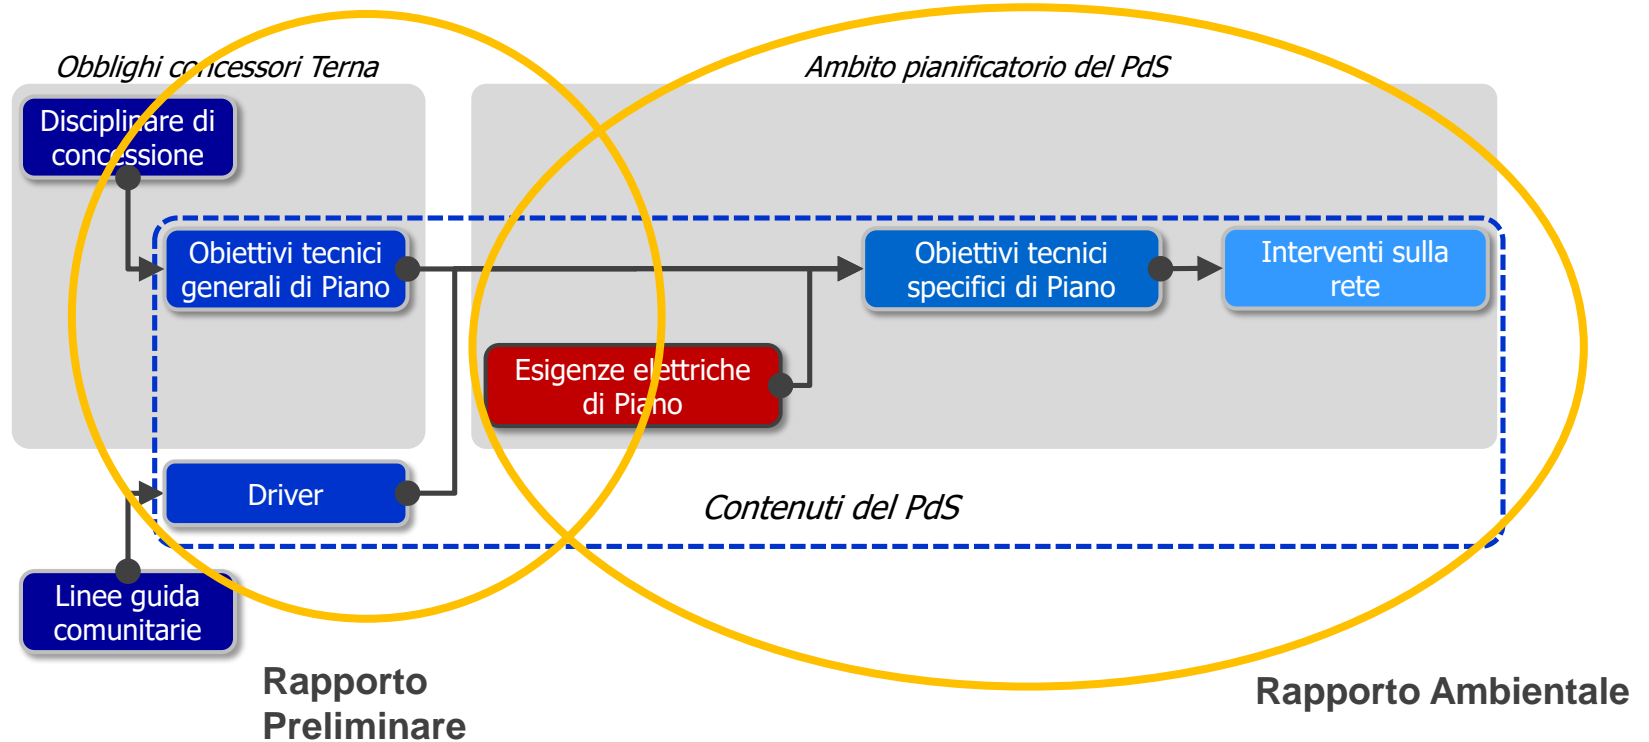 Obblighi concessori Terna
Ambito pianificatorio del PdS
Disciplinare di
concessione
Obiettivi tecnici
generali di Piano
Obiettivi tecnici
specifici di Piano
Interventi sulla
rete
Esigenze elettriche
di Piano
Driver
Contenuti del PdS
Linee guida
comunitarie
Rapporto
Preliminare
Rapporto Ambientale